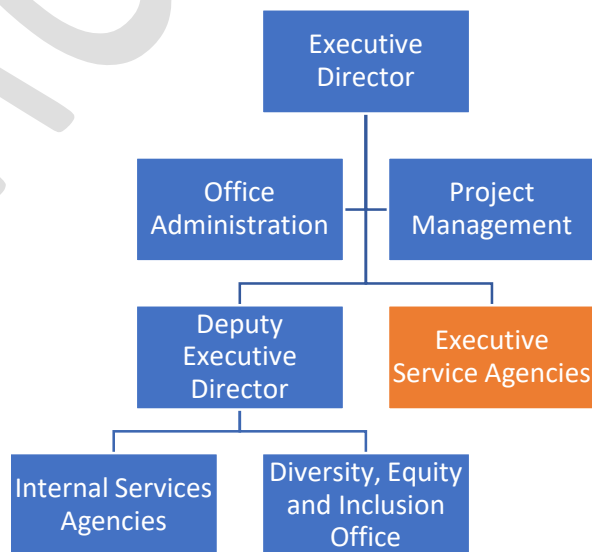 Executive
Director
Office
Administration
Project
Management
Deputy
Executive
Director
Executive
Service Agencies
Internal Services
Agencies
Diversity, Equity
and Inclusion
Office